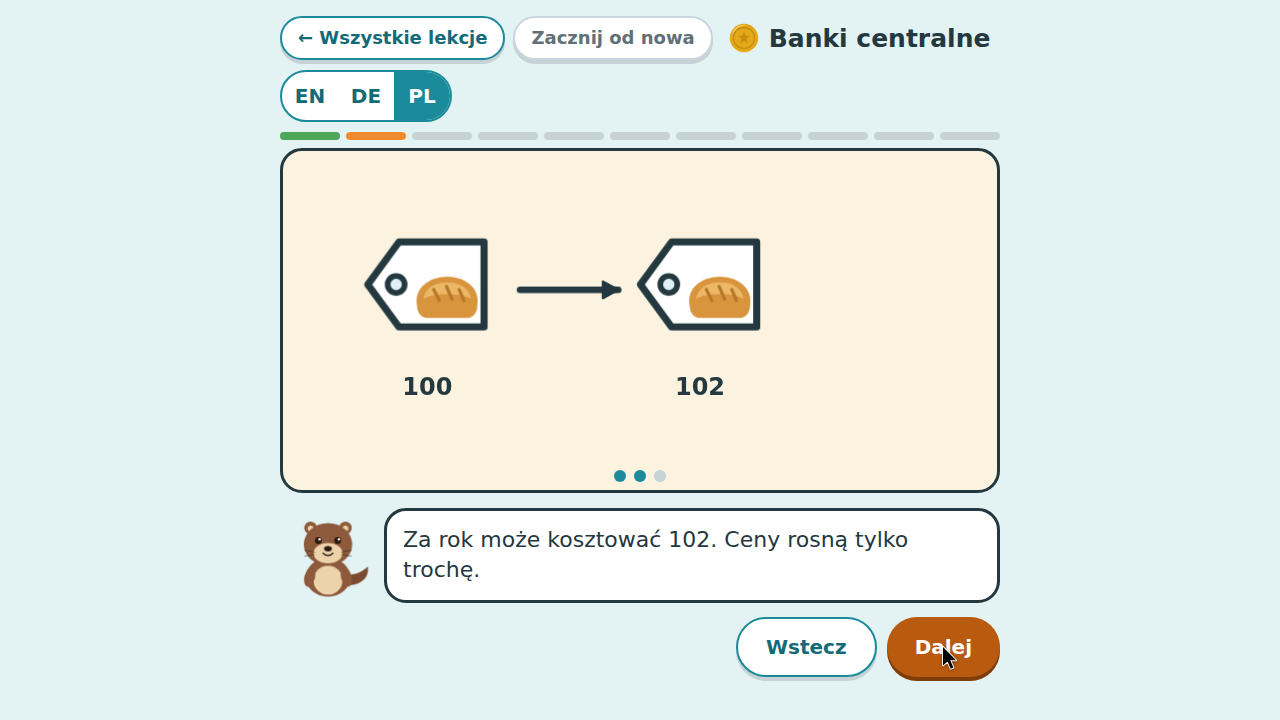 ← Wszystkie lekcje
Zacznij od nowa
Banki centralne
EN DE PL
100
102
Za rok może kosztować 102. Ceny rosną tylko
trochę.
Wstecz
Dalej